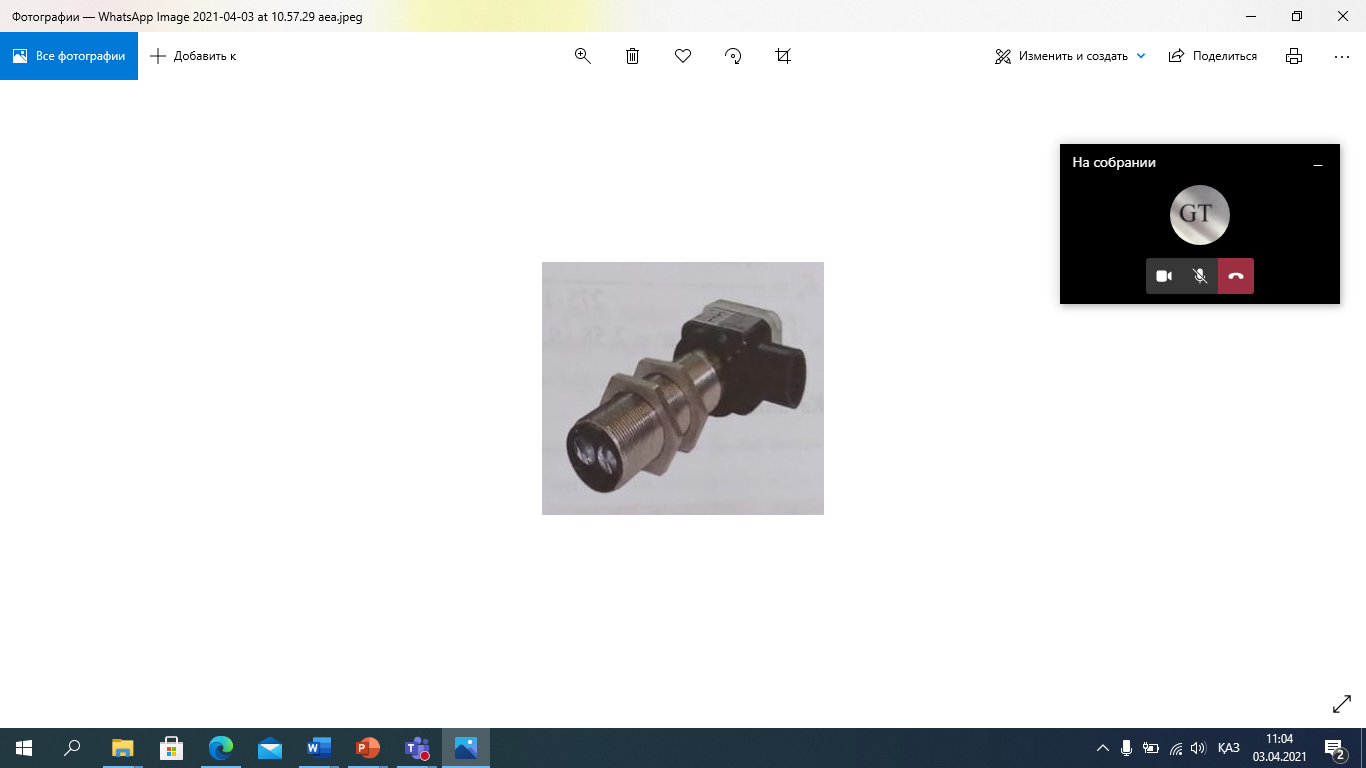 Фотографии — WhatsApp Image 2021-04-03 at 10.57.29 aea.jpeg
Все фотографии
Добавить к
Изменить и создать
Поделиться
На собрании
GT
ҚАЗ
11:04
03.04.2021
2